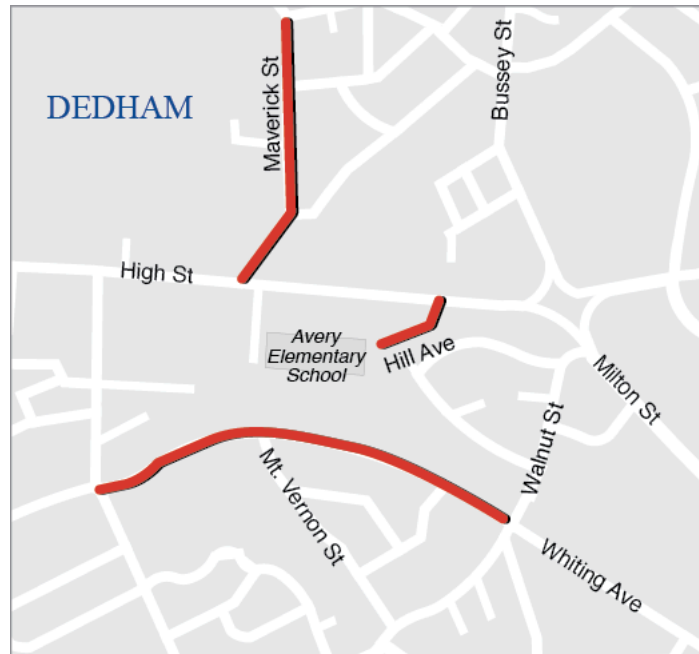 DEDHAM
Maverick St
Bussey St
High St
Avery
Elementary
School
Hill Ave
Milton St
Walnut St
Mt. Vernon St
Whiting Ave